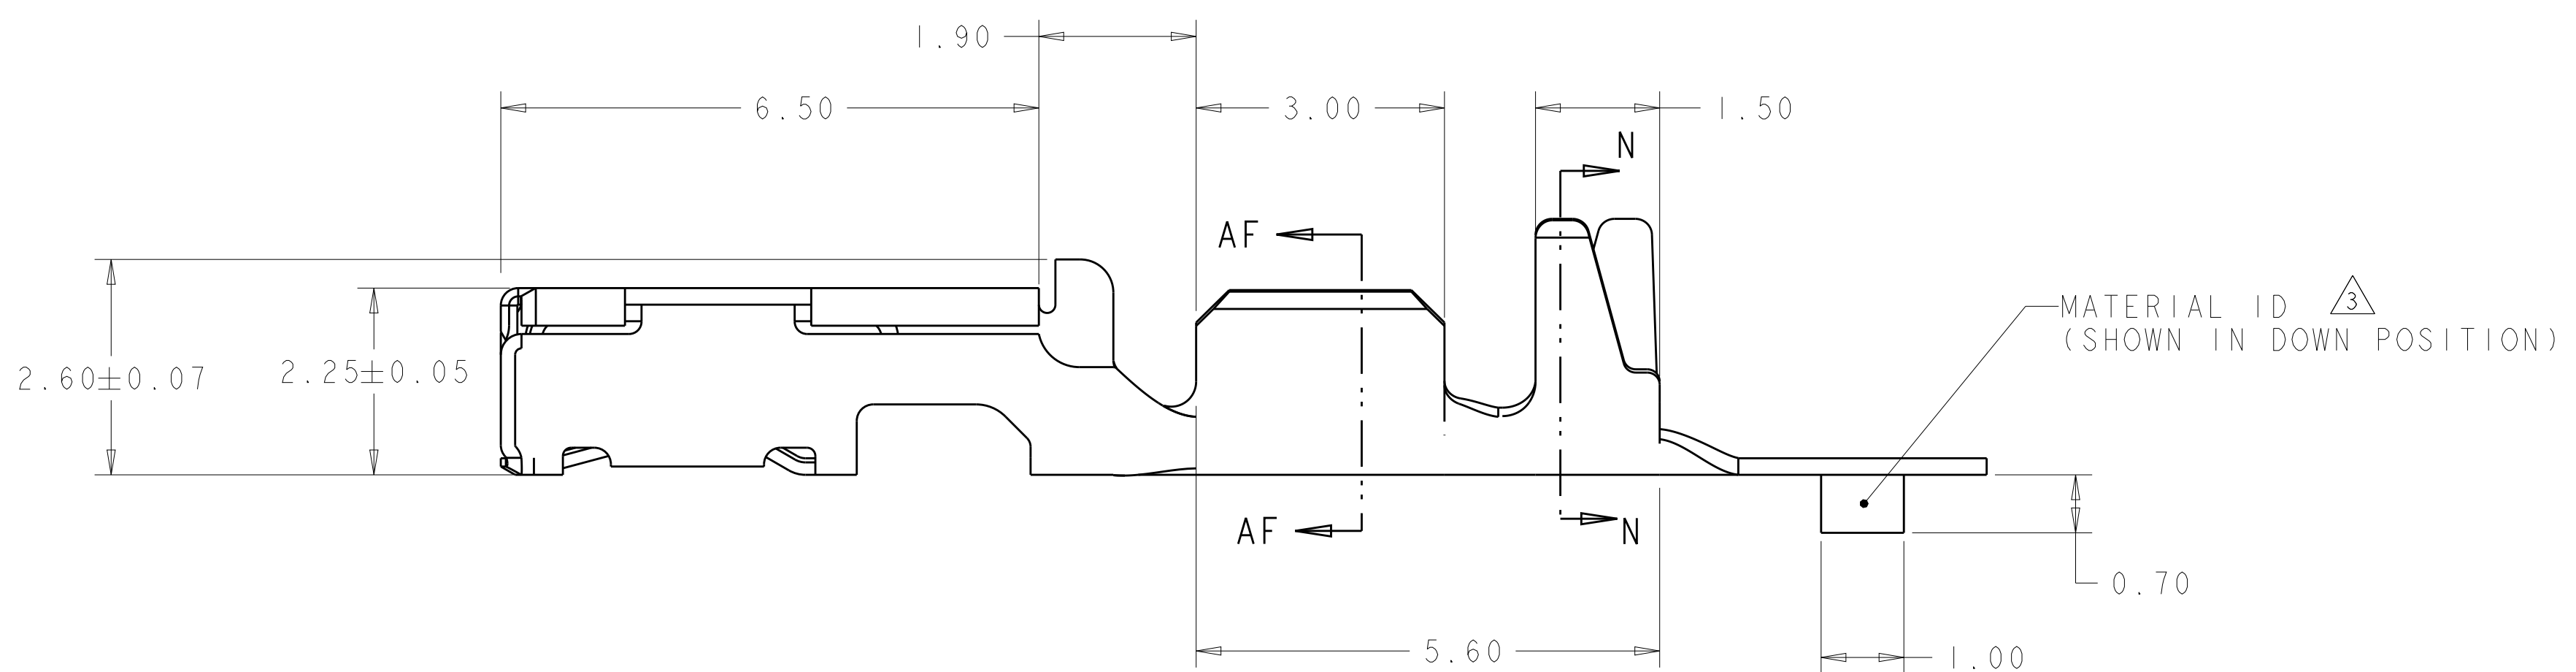 1.90
6.50
3.00
1.50
N
AF
MATERIAL ID 3
(SHOWN IN DOWN POSITION)
2.60±0.07
2.25±0.05
AF
N
0.70
5.60
1.00